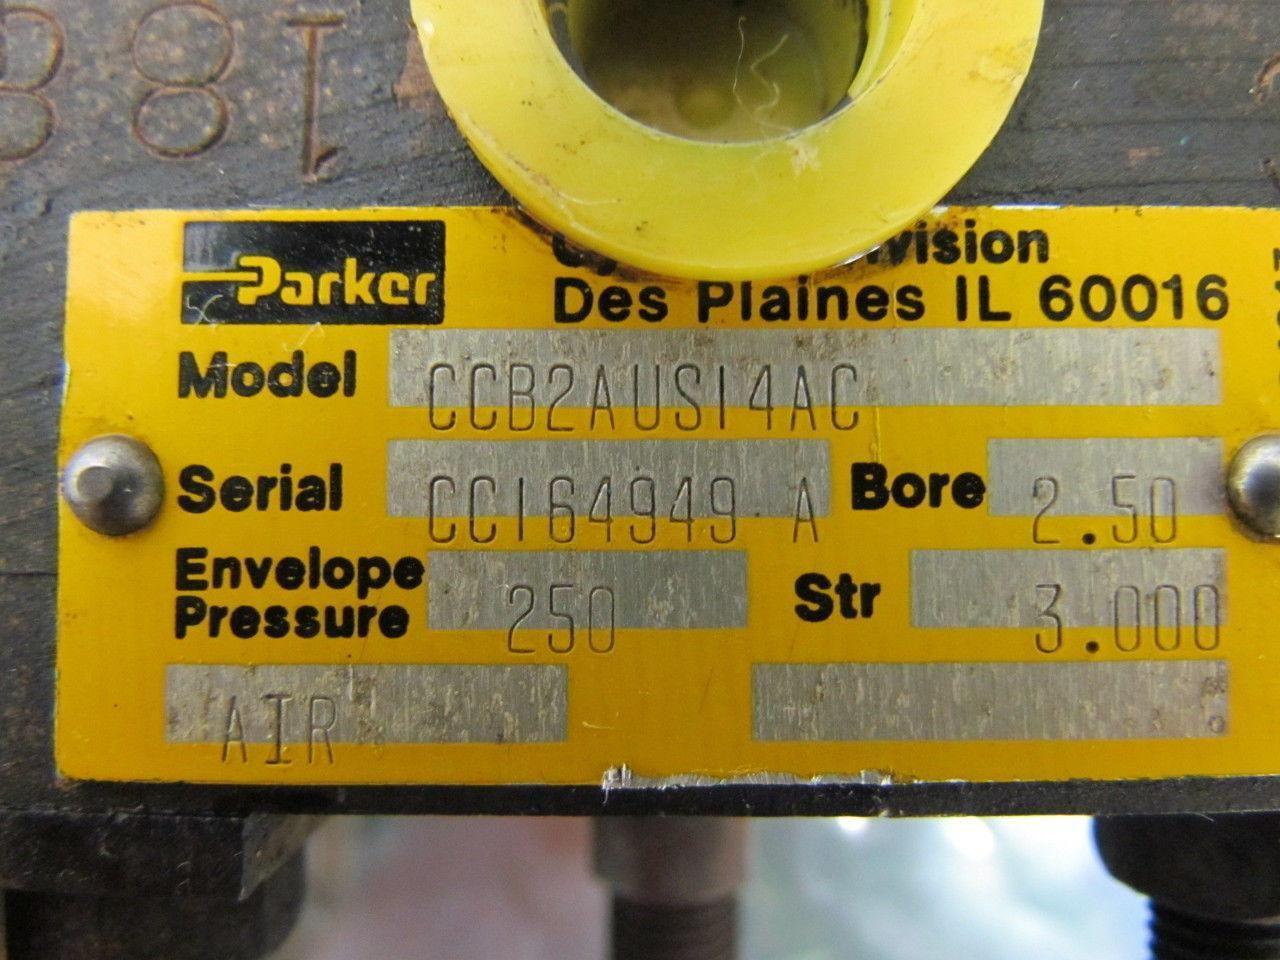 188
Parker
Division
Des Plaines IL 60016
Model CCB2AUS14AC
Serial CC164949 A Bore 2.50
Envelope Pressure 250 Str 3.000
AIR